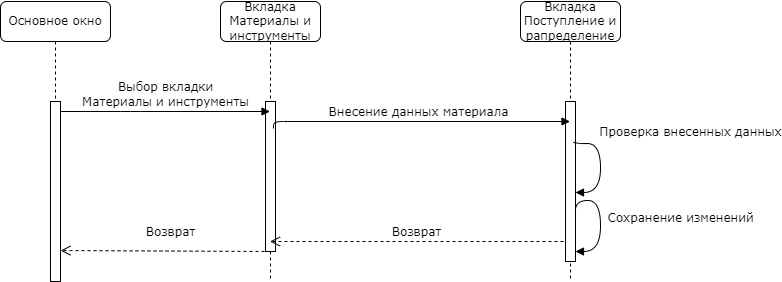 Основное окно
Вкладка
Материалы и
инструменты
Вкладка
Поступление и
рапределение
Выбор вкладки
Материалы и инструменты
Внесение данных материала
Проверка внесенных данных
Сохранение изменений
Возврат
Возврат